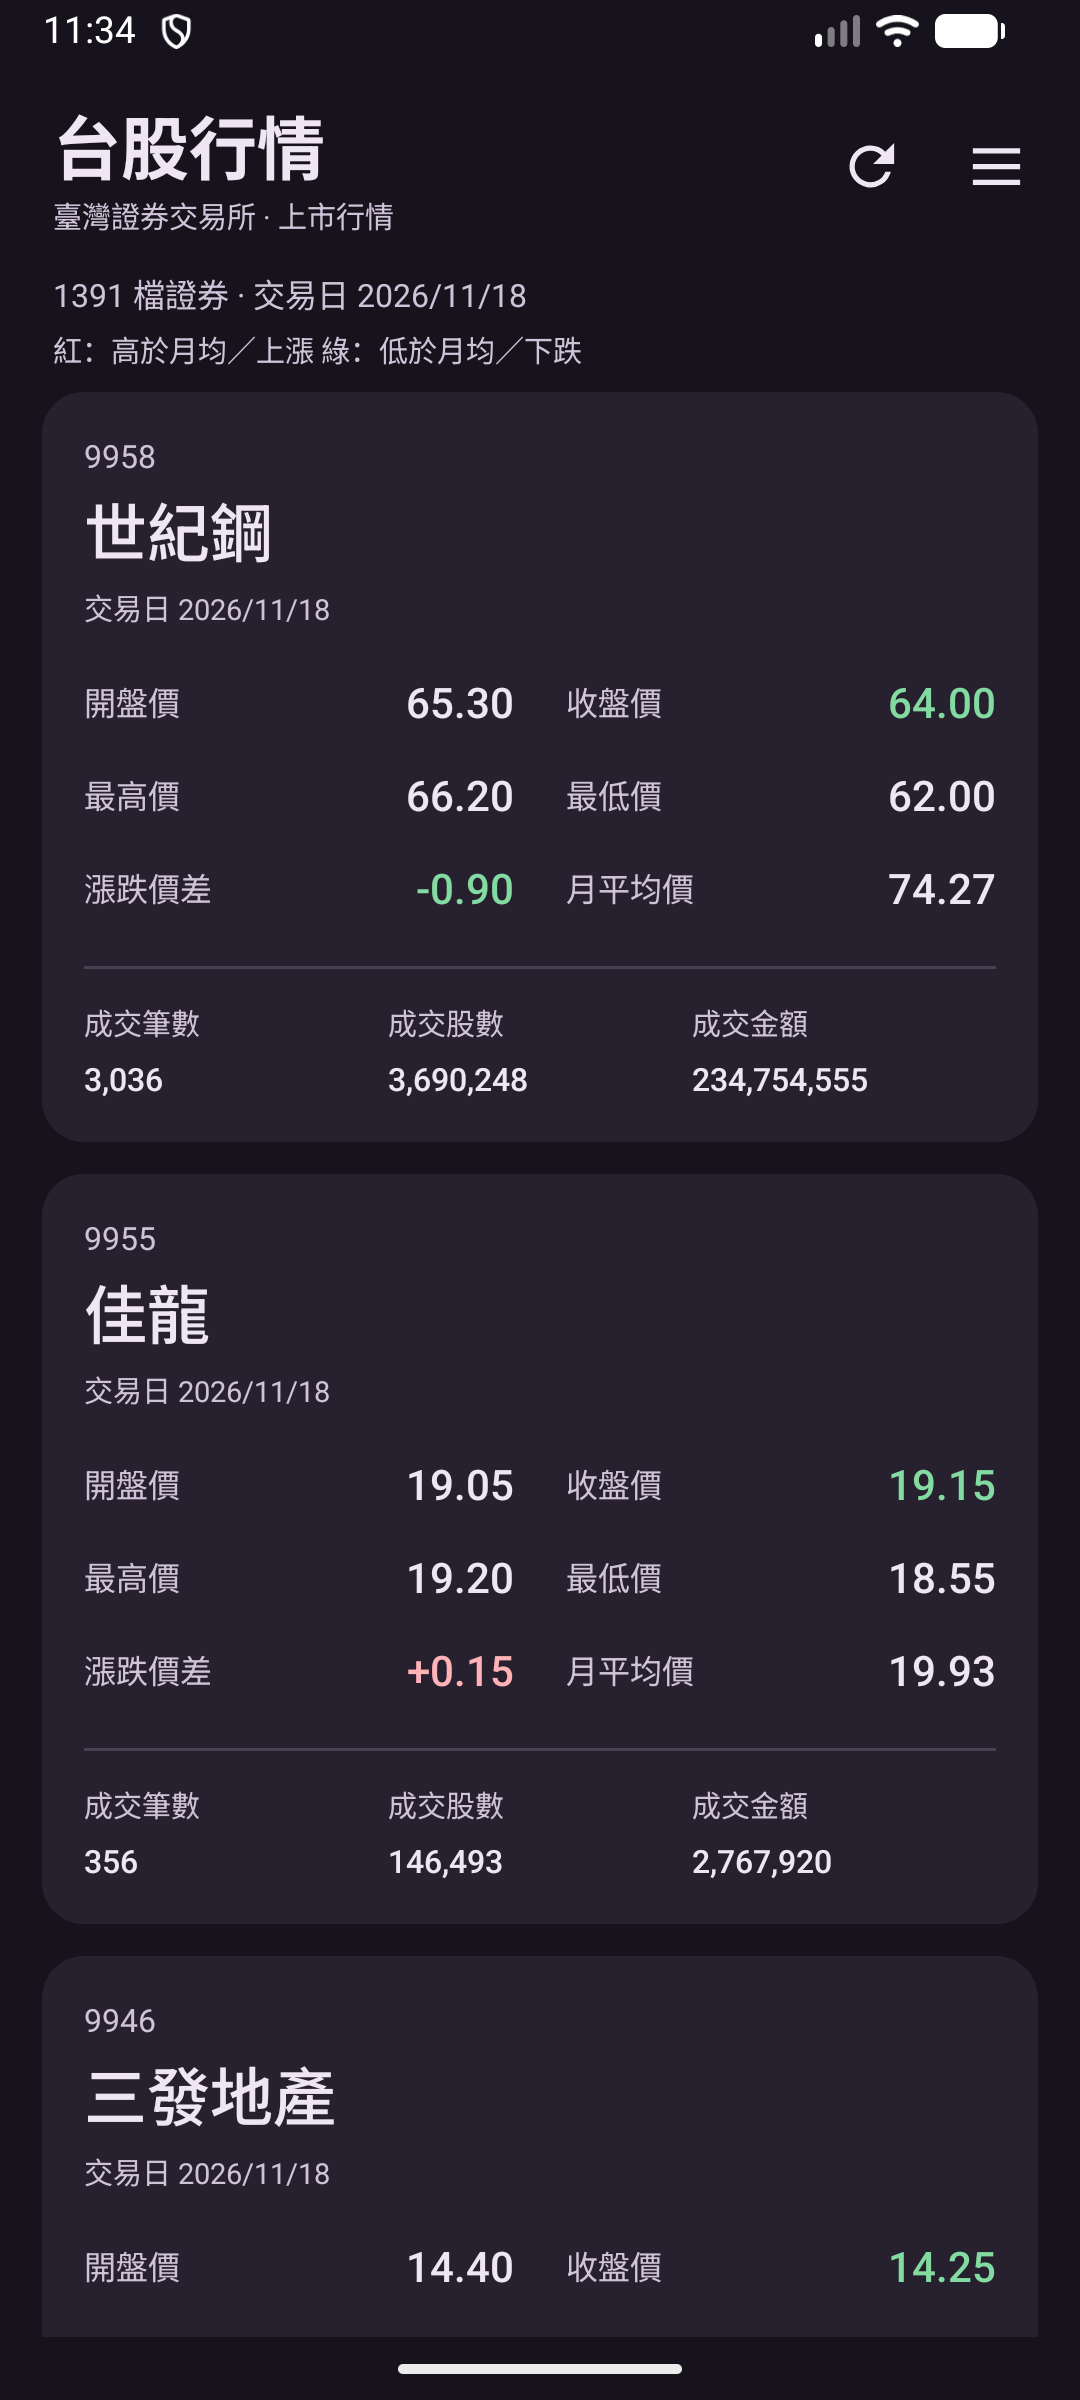 11:34
台股行情
臺灣證券交易所 · 上市行情
1391 檔證券 · 交易日 2026/11/18
紅：高於月均／上漲 綠：低於月均／下跌
9958
世紀鋼
交易日 2026/11/18
開盤價 65.30 收盤價 64.00
最高價 66.20 最低價 62.00
漲跌價差 -0.90 月平均價 74.27
成交筆數 成交股數 成交金額
3,036 3,690,248 234,754,555
9955
佳龍
交易日 2026/11/18
開盤價 19.05 收盤價 19.15
最高價 19.20 最低價 18.55
漲跌價差 +0.15 月平均價 19.93
成交筆數 成交股數 成交金額
356 146,493 2,767,920
9946
三發地產
交易日 2026/11/18
開盤價 14.40 收盤價 14.25